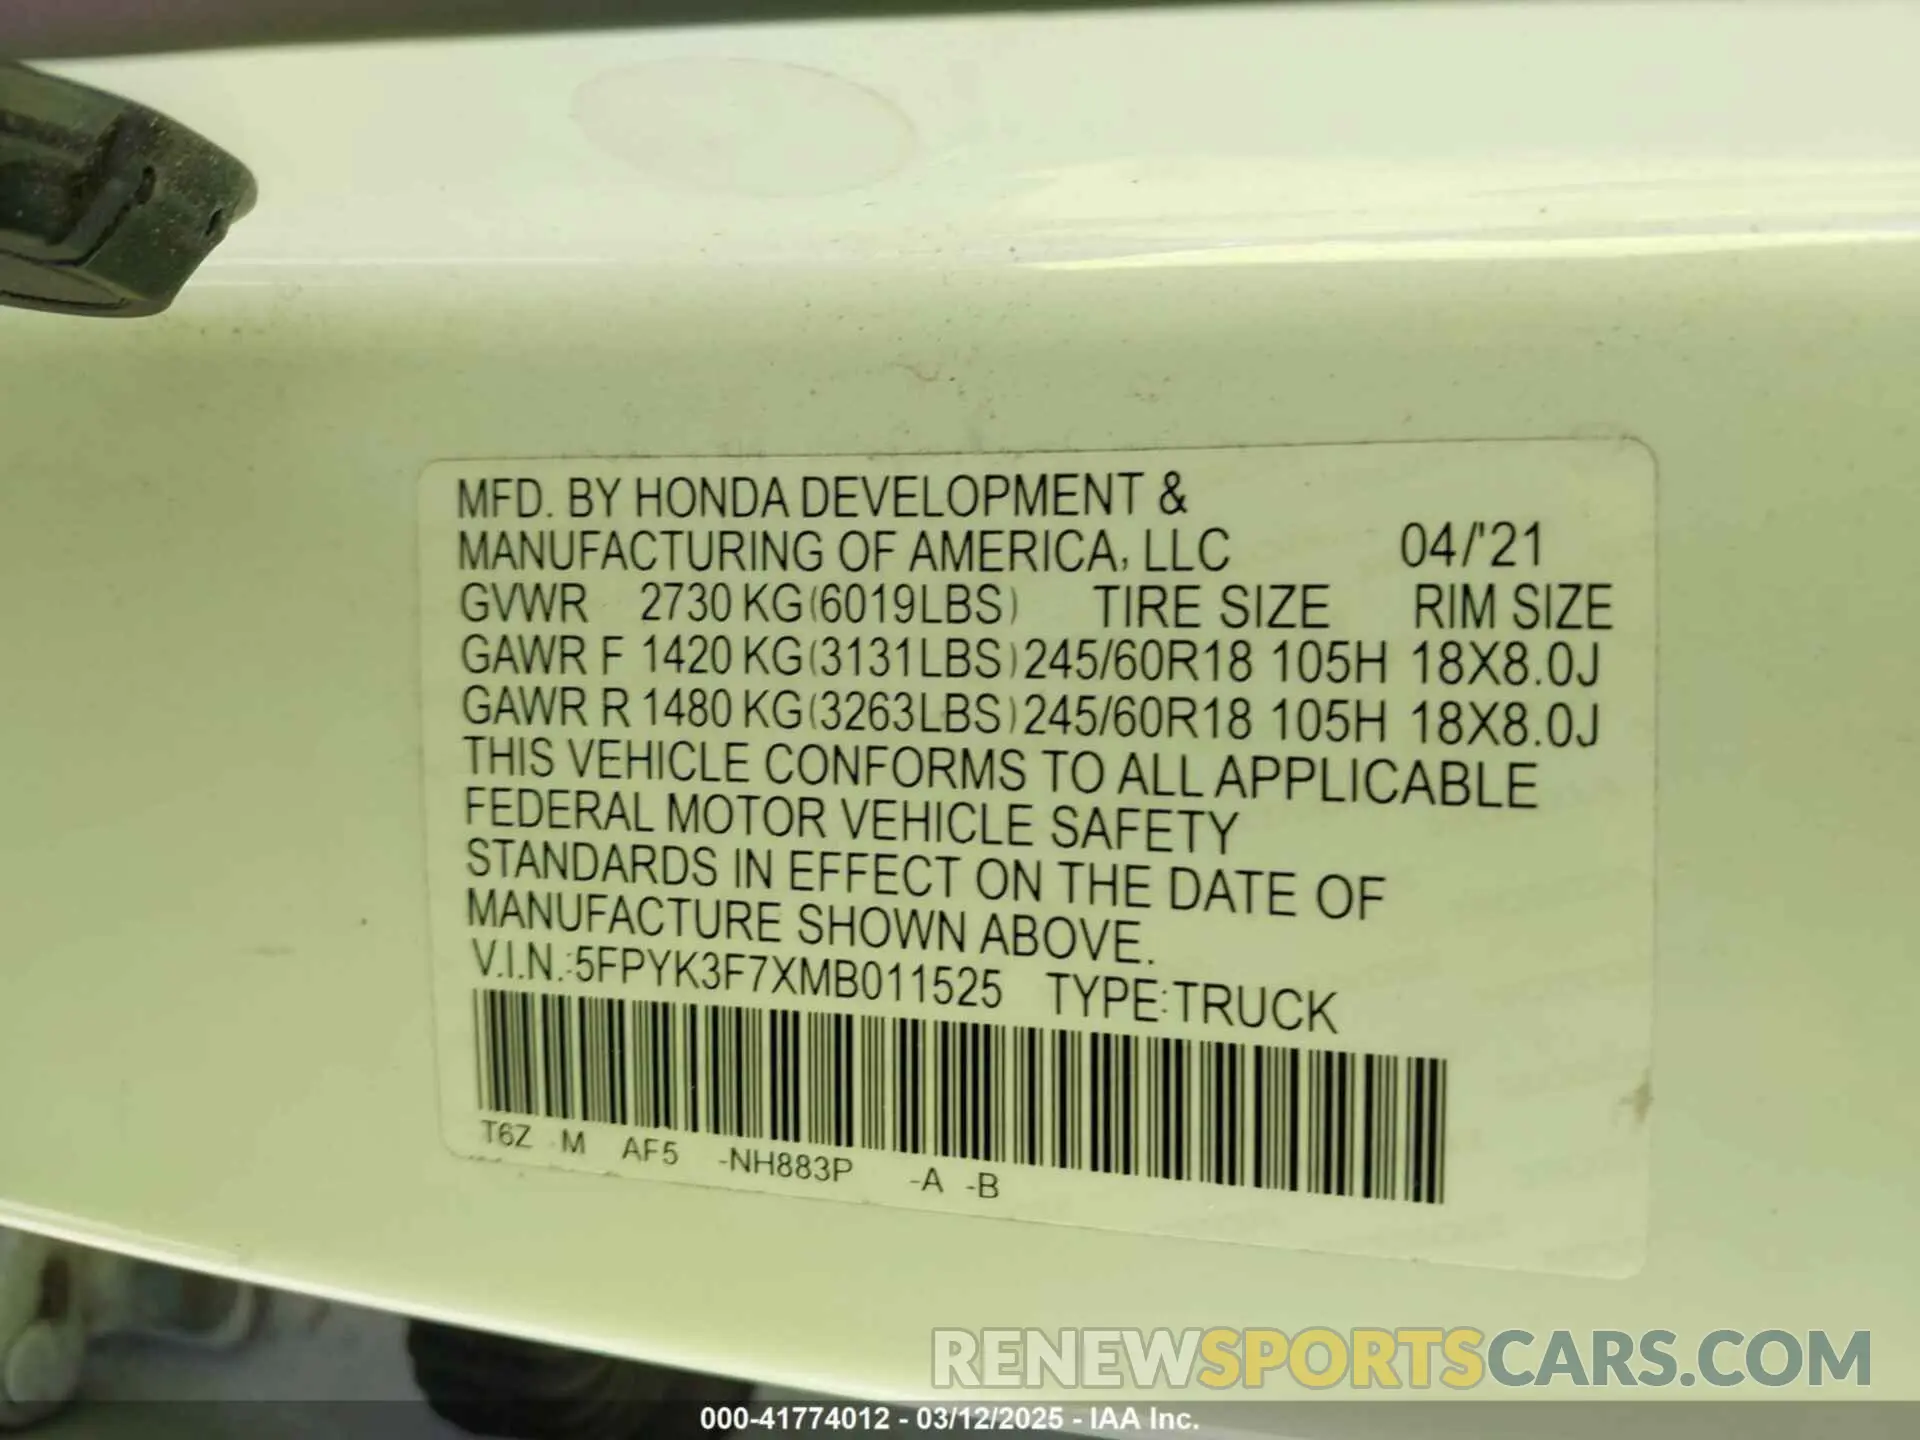 MFD. BY HONDA DEVELOPMENT &
MANUFACTURING OF AMERICA, LLC 04/'21
GVWR 2730 KG(6019LBS) TIRE SIZE RIM SIZE
GAWR F 1420 KG(3131LBS) 245/60R18 105H 18X8.0J
GAWR R 1480 KG(3263LBS) 245/60R18 105H 18X8.0J
THIS VEHICLE CONFORMS TO ALL APPLICABLE
FEDERAL MOTOR VEHICLE SAFETY
STANDARDS IN EFFECT ON THE DATE OF
MANUFACTURE SHOWN ABOVE.
V.I.N.:5FPYK3F7XMB011525 TYPE:TRUCK
T6Z M AF5 -NH883P -A -B
RENEWSPORTSCARS.COM
000-41774012 - 03/12/2025 - IAA Inc.